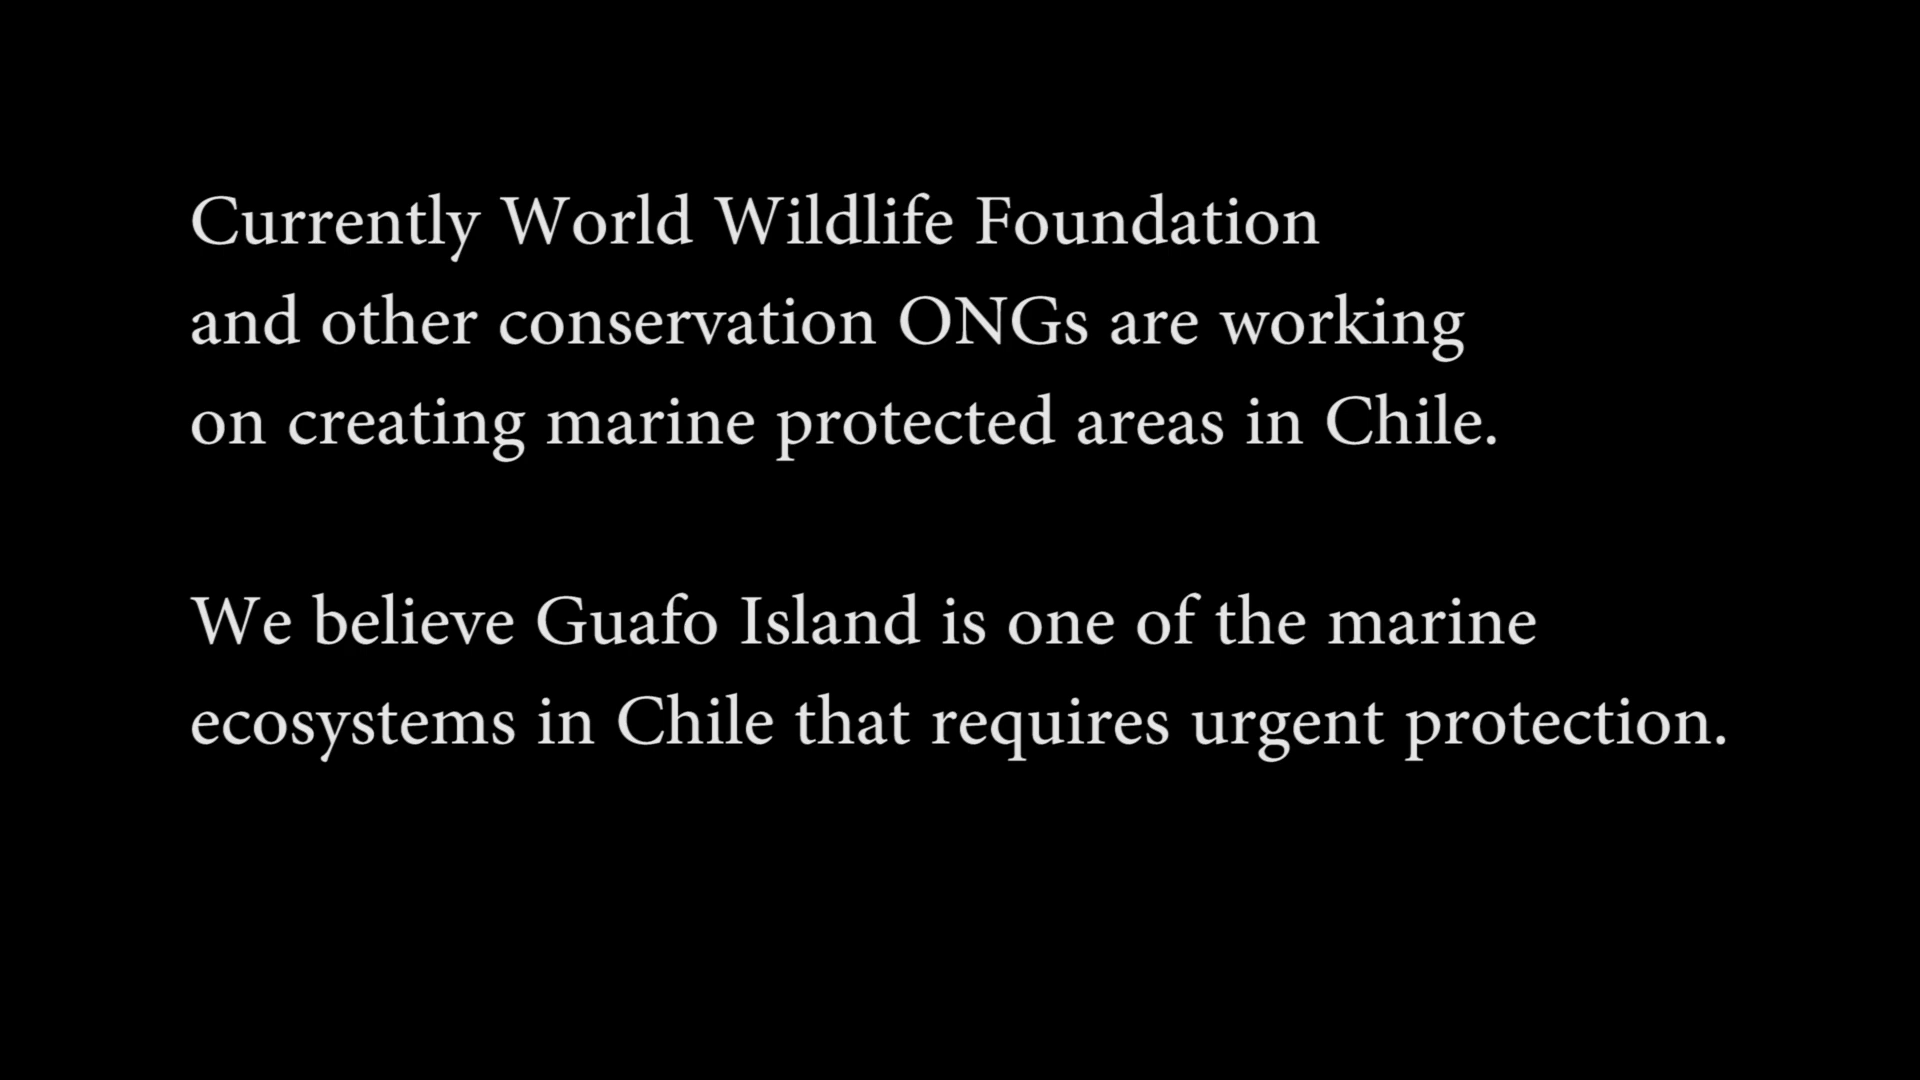 Currently World Wildlife Foundation
and other conservation ONGs are working
on creating marine protected areas in Chile.
We believe Guafo Island is one of the marine
ecosystems in Chile that requires urgent protection.